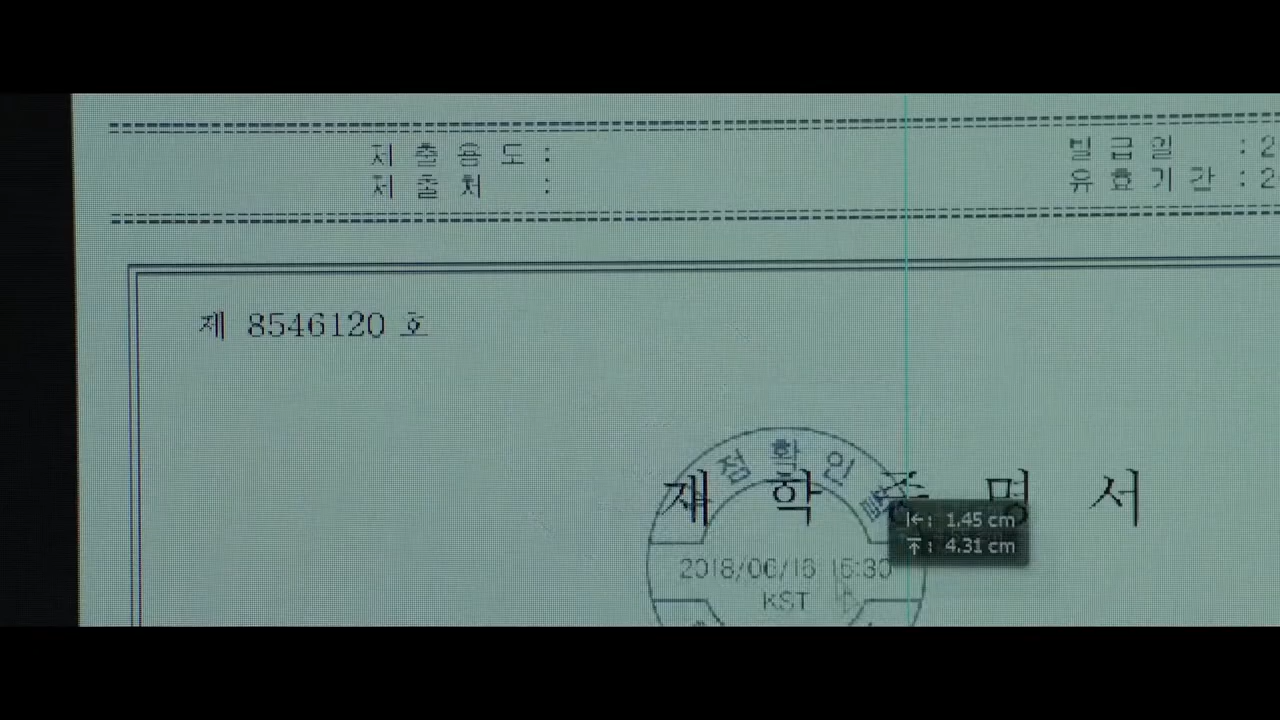 제출용도 :
제출처 :
발급일 : 2
유효기간 : 2
제 8546120 호
점확인
재학증명서
2018/06/16 16:30
KST
1.45 cm
4.31 cm